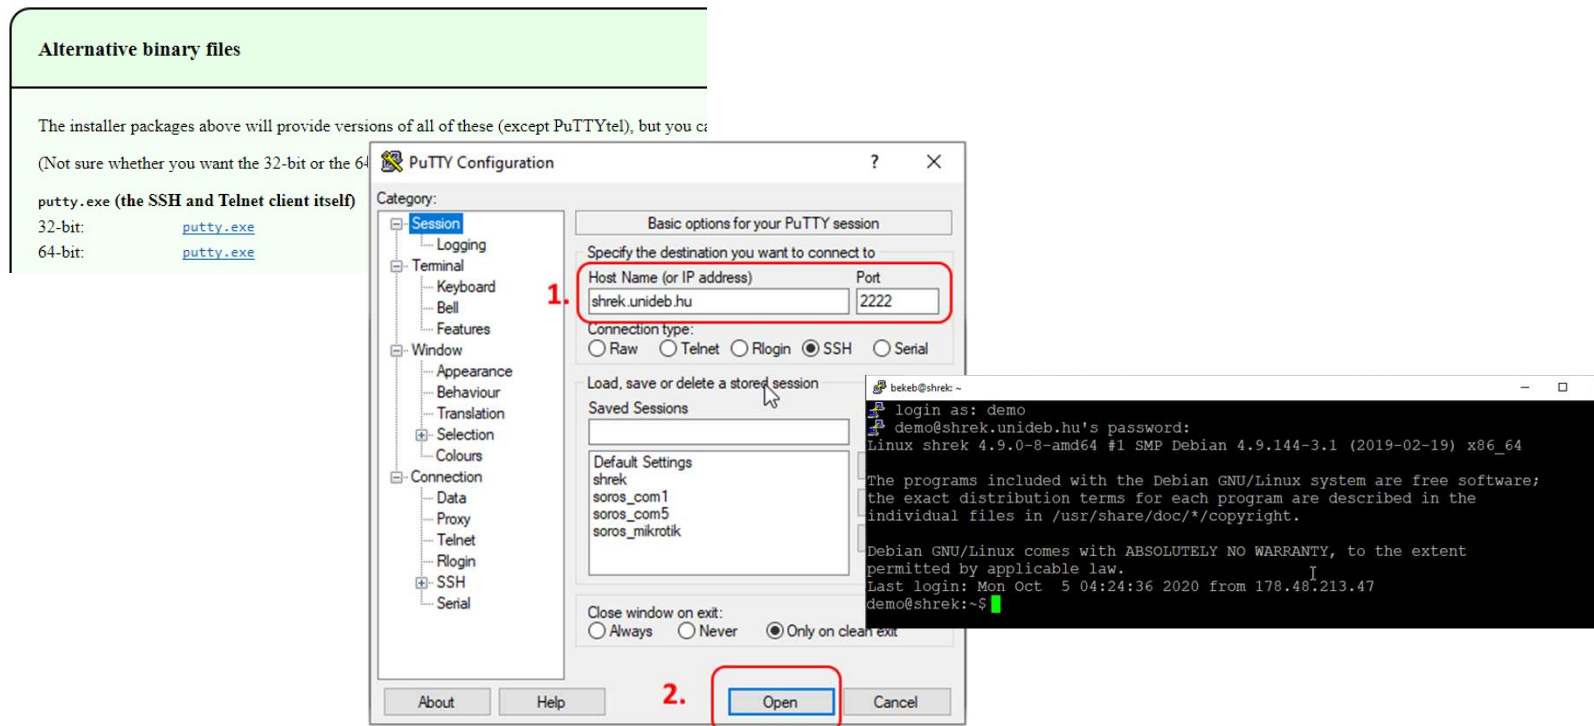 Alternative binary files
The installer packages above will provide versions of all of these (except PuTTYtel), but you ca
(Not sure whether you want the 32-bit or the 64
putty.exe (the SSH and Telnet client itself)
32-bit: putty.exe
64-bit: putty.exe
PuTTY Configuration ? X
Category:
Session
Logging
Terminal
Keyboard
Bell
Features
Window
Appearance
Behaviour
Translation
Selection
Colours
Connection
Data
Proxy
Telnet
Rlogin
SSH
Serial
Basic options for your PuTTY session
Specify the destination you want to connect to
Host Name (or IP address) Port
1.
shrek.unideb.hu 2222
Connection type:
Raw Telnet Rlogin SSH Serial
Load, save or delete a stored session
Saved Sessions
Default Settings
shrek
soros_com1
soros_com5
soros_mikrotik
Close window on exit:
Always Never Only on clean exit
About Help 2. Open Cancel
bekeb@shrek: ~
login as: demo
demo@shrek.unideb.hu's password:
Linux shrek 4.9.0-8-amd64 #1 SMP Debian 4.9.144-3.1 (2019-02-19) x86_64
The programs included with the Debian GNU/Linux system are free software;
the exact distribution terms for each program are described in the
individual files in /usr/share/doc/*/copyright.
Debian GNU/Linux comes with ABSOLUTELY NO WARRANTY, to the extent
permitted by applicable law.
Last login: Mon Oct  5 04:24:36 2020 from 178.48.213.47
demo@shrek:~$